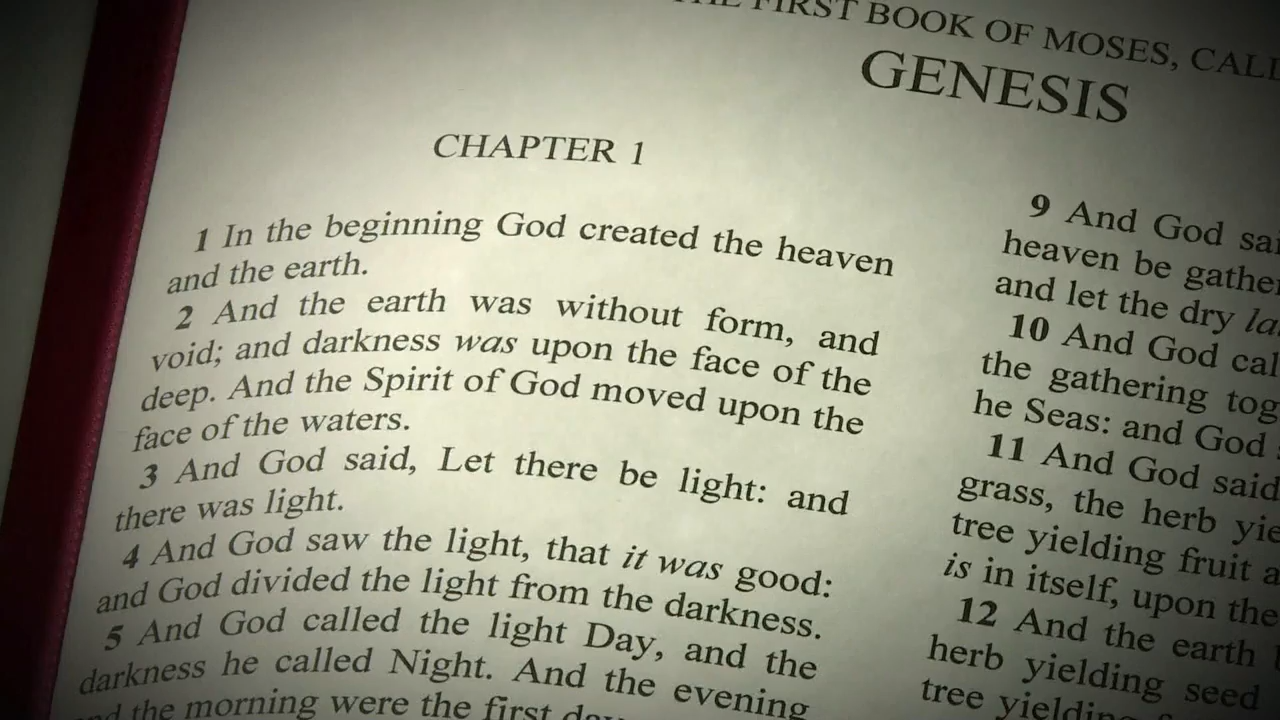 FIRST BOOK OF MOSES,
GENESIS
CHAPTER 1
1 In the beginning God created the heaven
and the earth.
2 And the earth was without form, and
void; and darkness was upon the face of the
deep. And the Spirit of God moved upon the
face of the waters.
3 And God said, Let there be light: and
there was light.
4 And God saw the light, that it was good:
and God divided the light from the darkness.
5 And God called the light Day, and the
darkness he called Night. And the evening
the morning were the first
9 And God
heaven be
and let the dry
10 And God
the gathering
he Seas: and God
11 And God said
grass, the herb
tree yielding fruit
is in itself, upon the
12 And the earth
herb yielding seed
tree